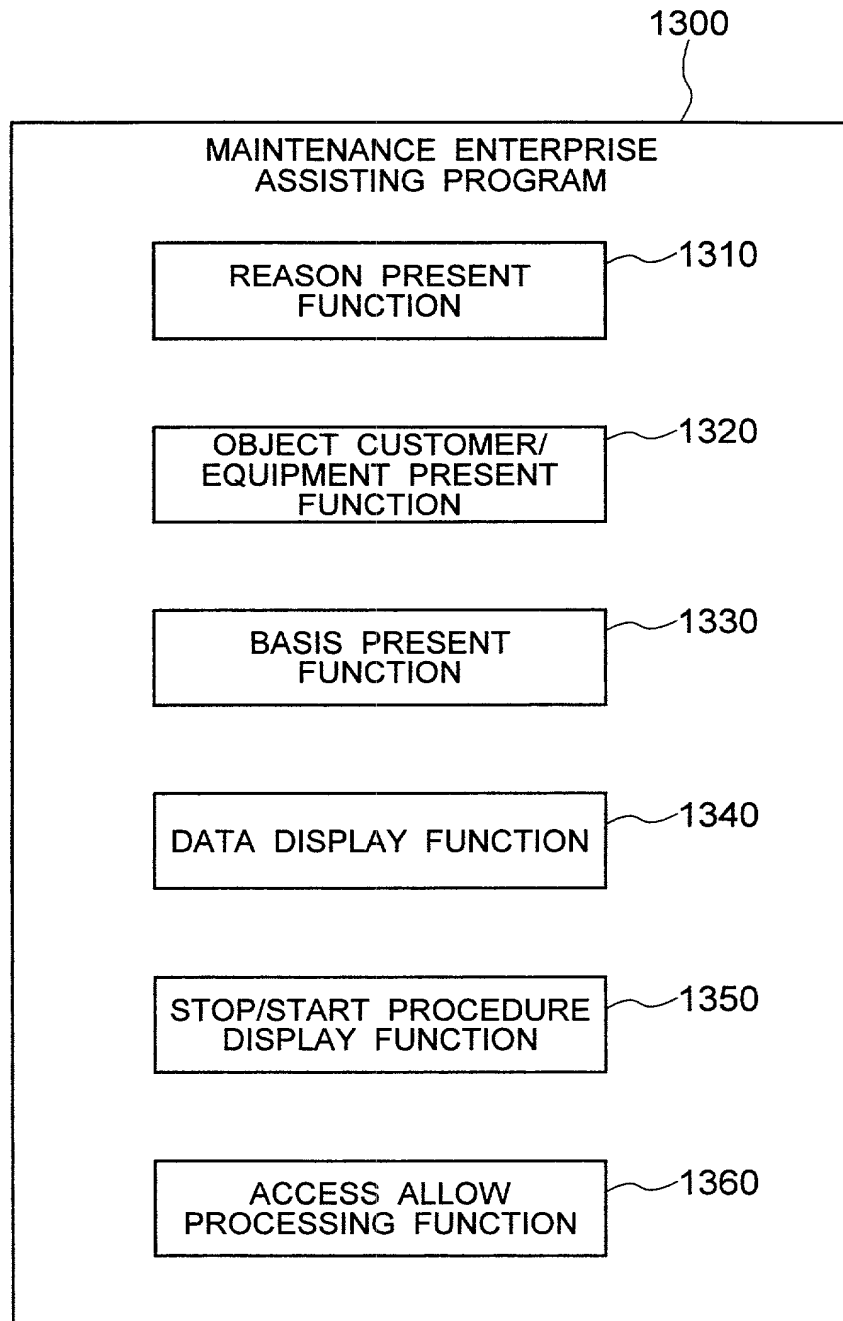 1300
MAINTENANCE ENTERPRISE
ASSISTING PROGRAM
REASON PRESENT
FUNCTION
1310
OBJECT CUSTOMER/
EQUIPMENT PRESENT
FUNCTION
1320
BASIS PRESENT
FUNCTION
1330
DATA DISPLAY FUNCTION
1340
STOP/START PROCEDURE
DISPLAY FUNCTION
1350
ACCESS ALLOW
PROCESSING FUNCTION
1360